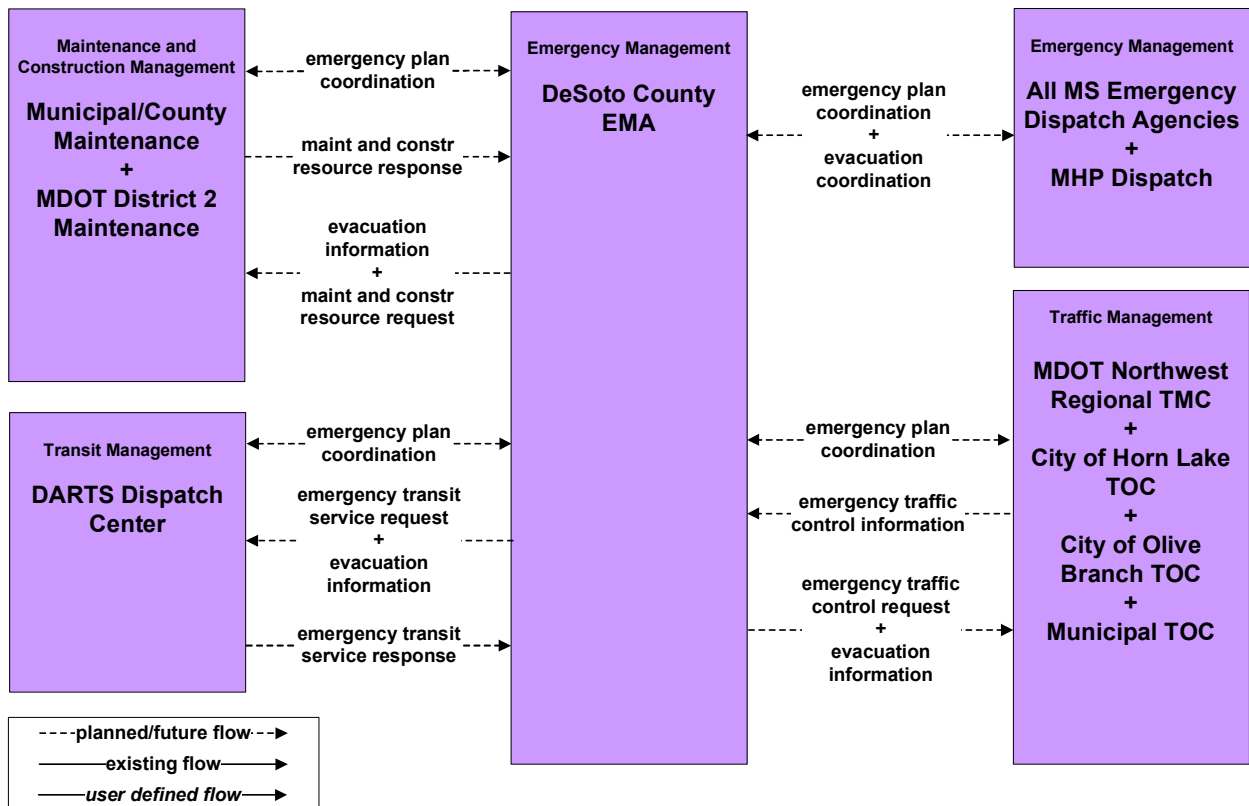 Maintenance and
Construction Management
Municipal/County
Maintenance
+
MDOT District 2
Maintenance
emergency plan
coordination
maint and constr
resource response
evacuation
information
+
maint and constr
resource request
Transit Management
DARTS Dispatch
Center
emergency plan
coordination
emergency transit
service request
+
evacuation
information
emergency transit
service response
Emergency Management
DeSoto County
EMA
emergency plan
coordination
+
evacuation
coordination
Emergency Management
All MS Emergency
Dispatch Agencies
+
MHP Dispatch
emergency plan
coordination
emergency traffic
control information
emergency traffic
control request
+
evacuation
information
Traffic Management
MDOT Northwest
Regional TMC
+
City of Horn Lake
TOC
+
City of Olive
Branch TOC
+
Municipal TOC
planned/future flow
existing flow
user defined flow